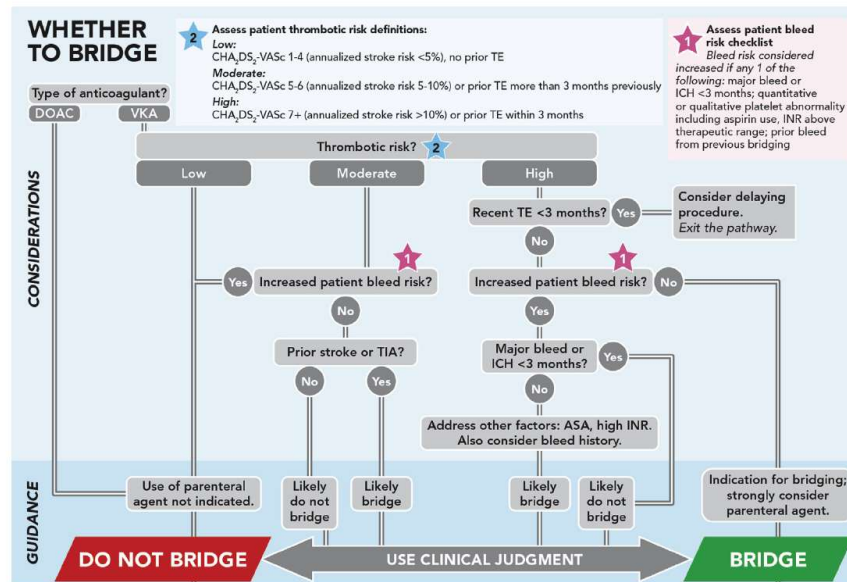 WHETHER
TO BRIDGE
2
Assess patient thrombotic risk definitions:
Low:
CHA₂DS₂-VASc 1-4 (annualized stroke risk <5%), no prior TE
Moderate:
CHA₂DS₂-VASc 5-6 (annualized stroke risk 5-10%) or prior TE more than 3 months previously
High:
CHA₂DS₂-VASc 7+ (annualized stroke risk >10%) or prior TE within 3 months
1
Assess patient bleed
risk checklist
Bleed risk considered
increased if any 1 of the
following: major bleed or
ICH <3 months; quantitative
or qualitative platelet abnormality
including aspirin use, INR above
therapeutic range; prior bleed
from previous bridging
Type of anticoagulant?
DOAC
VKA
CONSIDERATIONS
Thrombotic risk?
2
Low
Moderate
High
Recent TE <3 months?
Yes
Consider delaying
procedure.
Exit the pathway.
No
1
1
Yes
Increased patient bleed risk?
Increased patient bleed risk?
No
No
Yes
Prior stroke or TIA?
Major bleed or
ICH <3 months?
Yes
No
Yes
No
Address other factors: ASA, high INR.
Also consider bleed history.
GUIDANCE
Use of parenteral
agent not indicated.
Likely
do not
bridge
Likely
bridge
Likely
bridge
Likely
do not
bridge
Indication for bridging;
strongly consider
parenteral agent.
DO NOT BRIDGE
USE CLINICAL JUDGMENT
BRIDGE